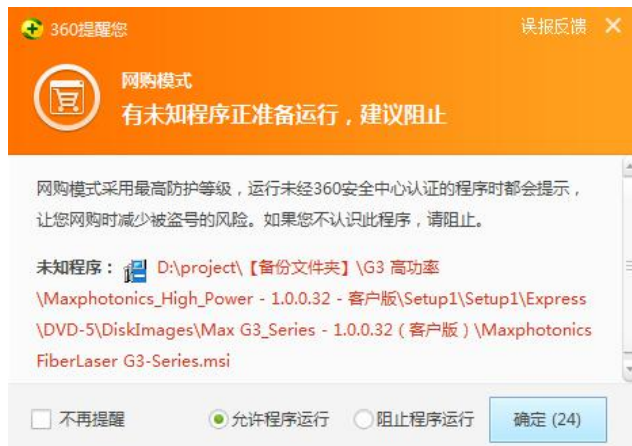 360提醒您
误报反馈
网购模式
有未知程序正准备运行，建议阻止
网购模式采用最高防护等级，运行未经360安全中心认证的程序时都会提示，
让您网购时减少被盗号的风险。如果您不认识此程序，请阻止。
未知程序： D:\project\【备份文件夹】\G3 高功率
\Maxphotonics_High_Power - 1.0.0.32 - 客户版\Setup1\Setup1\Express
\DVD-5\DiskImages\Max G3_Series - 1.0.0.32（客户版）\Maxphotonics
FiberLaser G3-Series.msi
不再提醒
允许程序运行
阻止程序运行
确定 (24)